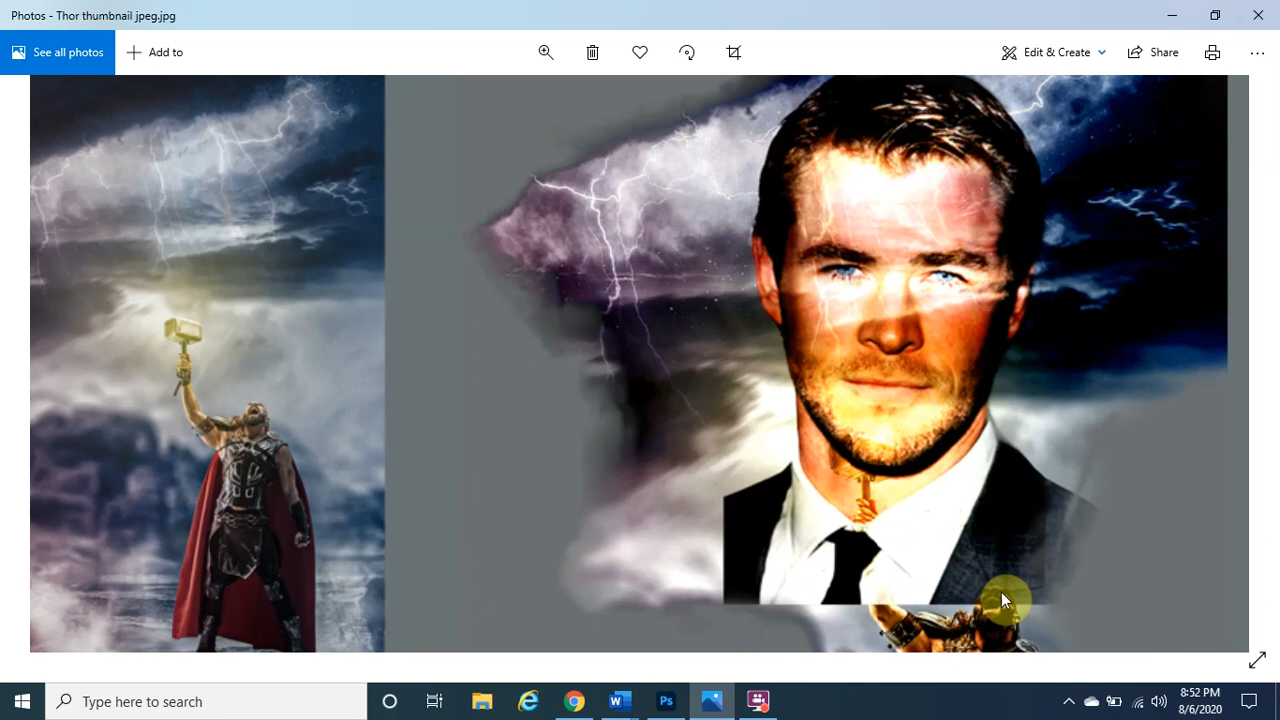 Photos - Thor thumbnail jpeg.jpg
See all photos
Add to
Edit & Create
Share
Type here to search
W
Ps
8:52 PM
8/6/2020